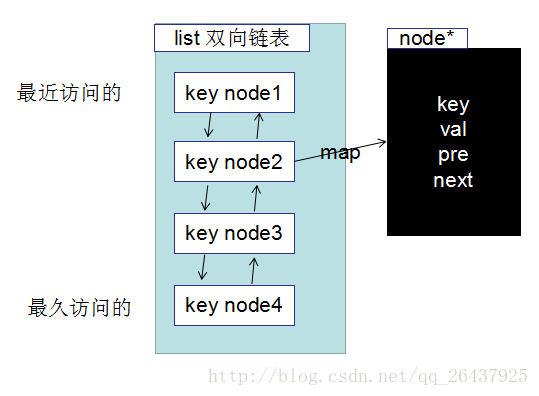 list 双向链表
node*
最近访问的
key node1
key
val
pre
next
key node2
map
key node3
最久访问的
key node4
http://blog.csdn.net/qq_26437925